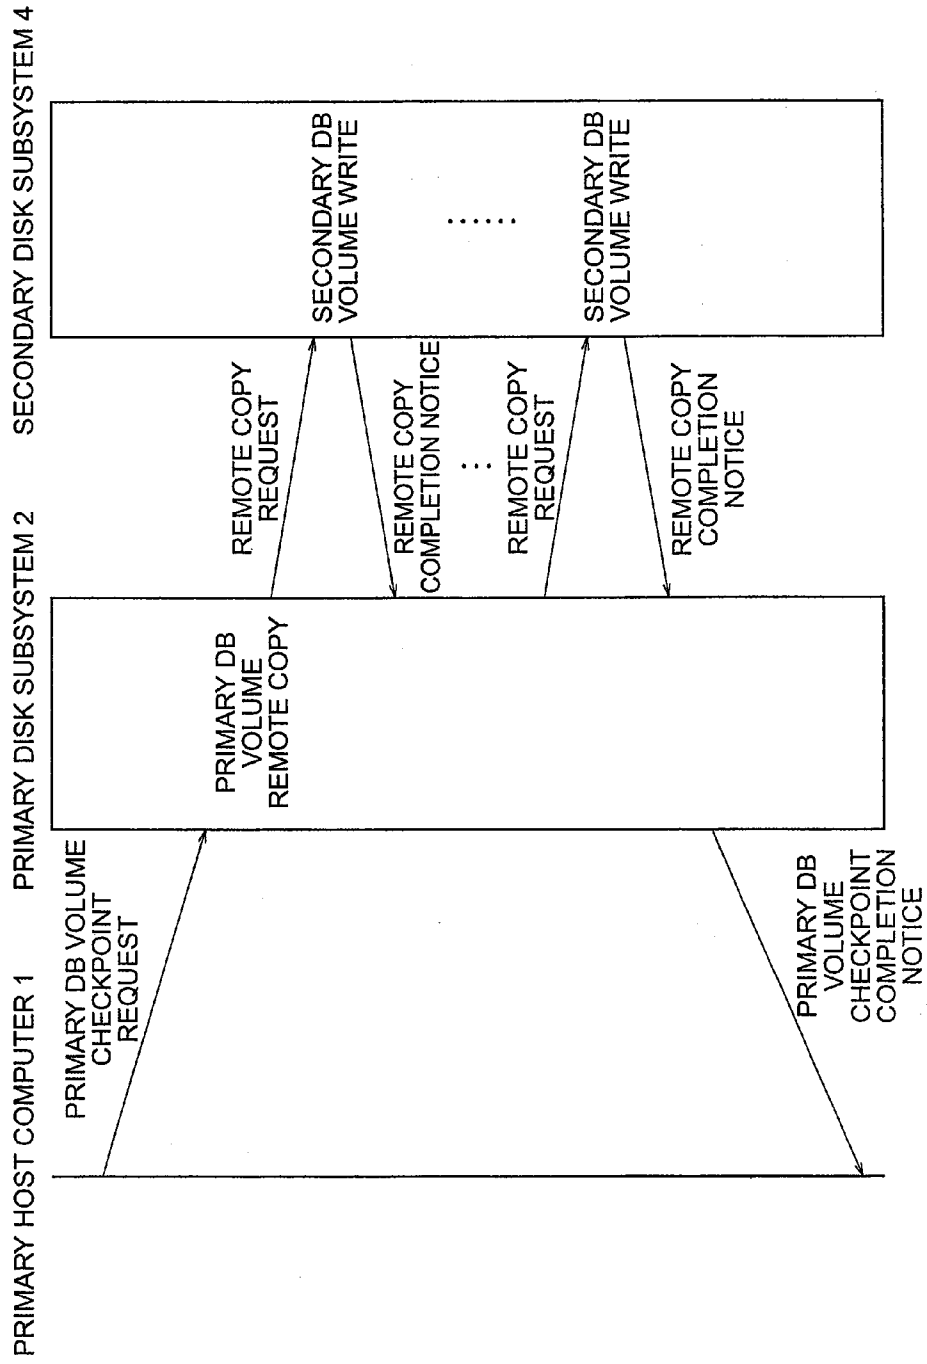 PRIMARY HOST COMPUTER 1
PRIMARY DISK SUBSYSTEM 2
SECONDARY DISK SUBSYSTEM 4
PRIMARY DB VOLUME
CHECKPOINT
REQUEST
PRIMARY DB
VOLUME
REMOTE COPY
REMOTE COPY
REQUEST
SECONDARY DB
VOLUME WRITE
REMOTE COPY
COMPLETION NOTICE
...
......
REMOTE COPY
REQUEST
SECONDARY DB
VOLUME WRITE
REMOTE COPY
COMPLETION
NOTICE
PRIMARY DB
VOLUME
CHECKPOINT
COMPLETION
NOTICE